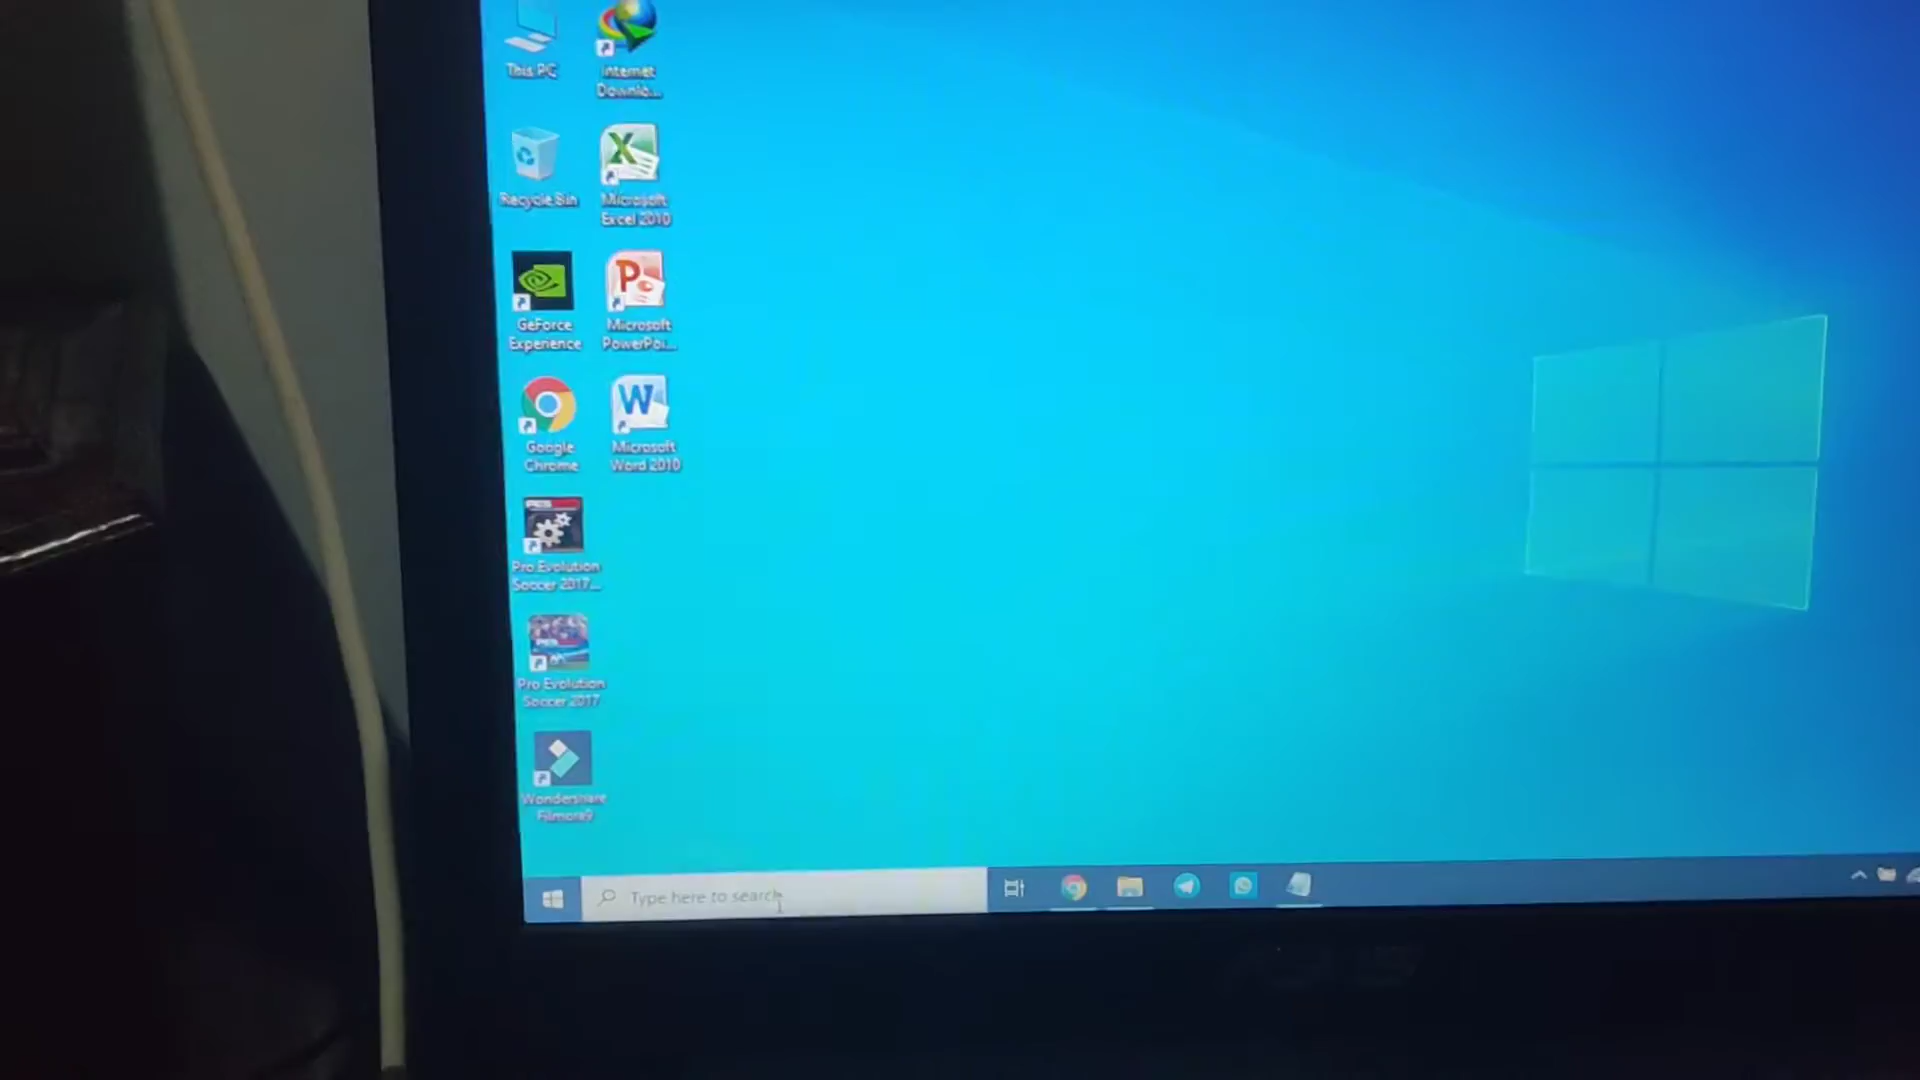 This PC
Internet
Downlo...
Recycle Bin
Microsoft
Excel 2010
GeForce
Experience
Microsoft
PowerPoi...
Google
Chrome
Microsoft
Word 2010
Pro Evolution
Soccer 2017...
Pro Evolution
Soccer 2017
Wondershare
Filmora9
Type here to search